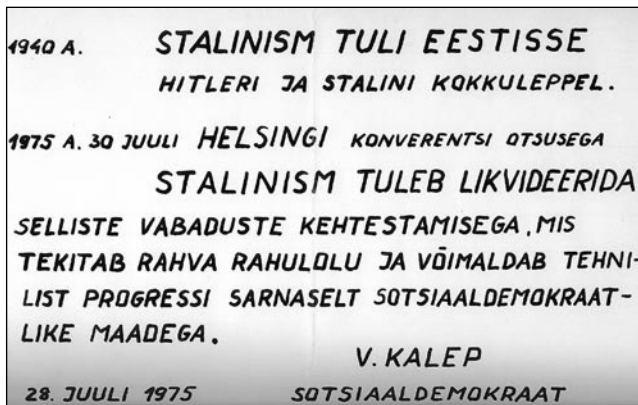 1940 A. STALINISM TULI EESTISSE
HITLERI JA STALINI KOKKULEPPEL.
1975 A. 30 JUULI HELSINGI KONVERENTSI OTSUSEGA
STALINISM TULEB LIKVIDEERIDA
SELLISTE VABADUSTE KEHTESTAMISEGA, MIS
TEKITAB RAHVA RAHULOLU JA VÕIMALDAB TEHNI-
LIST PROGRESSI SARNASELT SOTSIAALDEMOKRAAT-
LIKE MAADEGA.
V. KALEP
28. JUULI 1975 SOTSIAALDEMOKRAAT